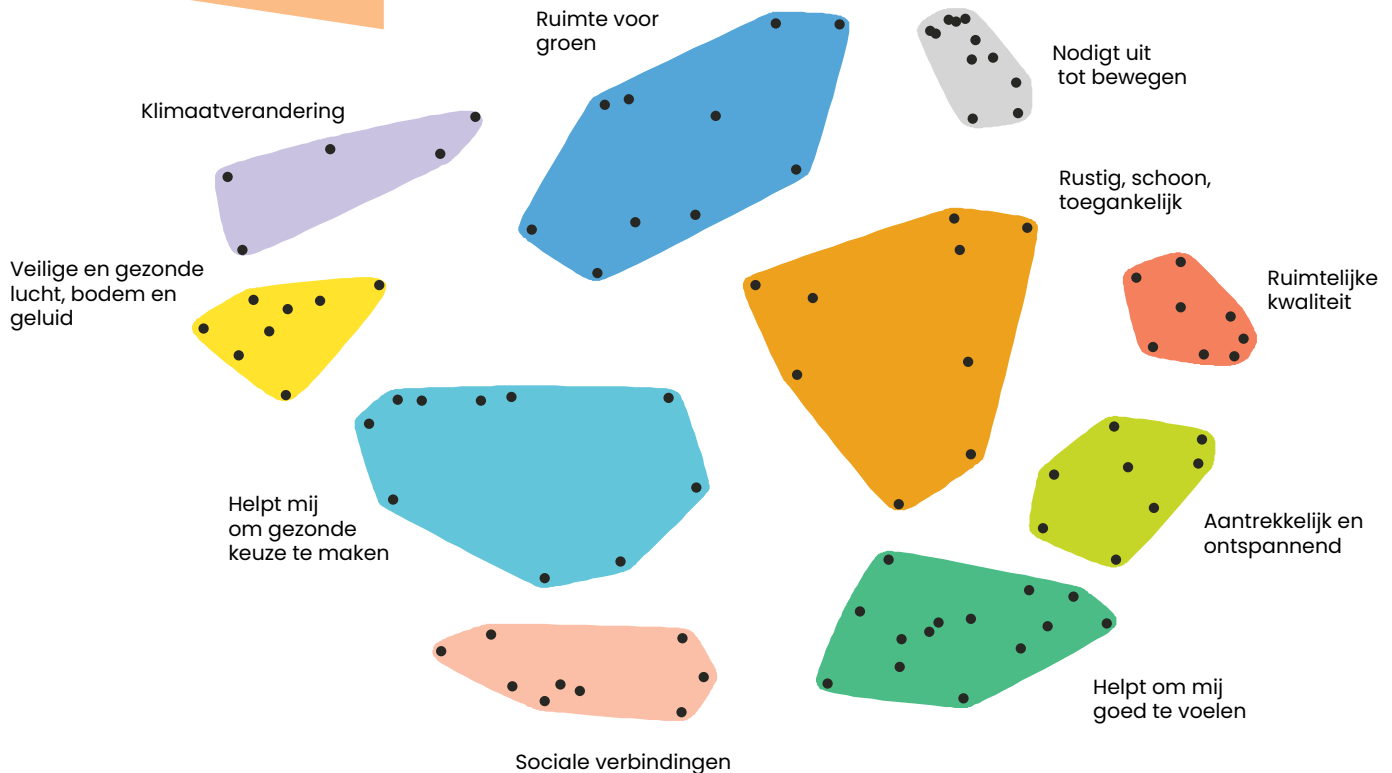 Ruimte voor
groen
Nodigt uit
tot bewegen
Klimaatverandering
Rustig, schoon,
toegankelijk
Veilige en gezonde
lucht, bodem en
geluid
Ruimtelijke
kwaliteit
Helpt mij
om gezonde
keuze te maken
Aantrekkelijk en
ontspannend
Helpt om mij
goed te voelen
Sociale verbindingen